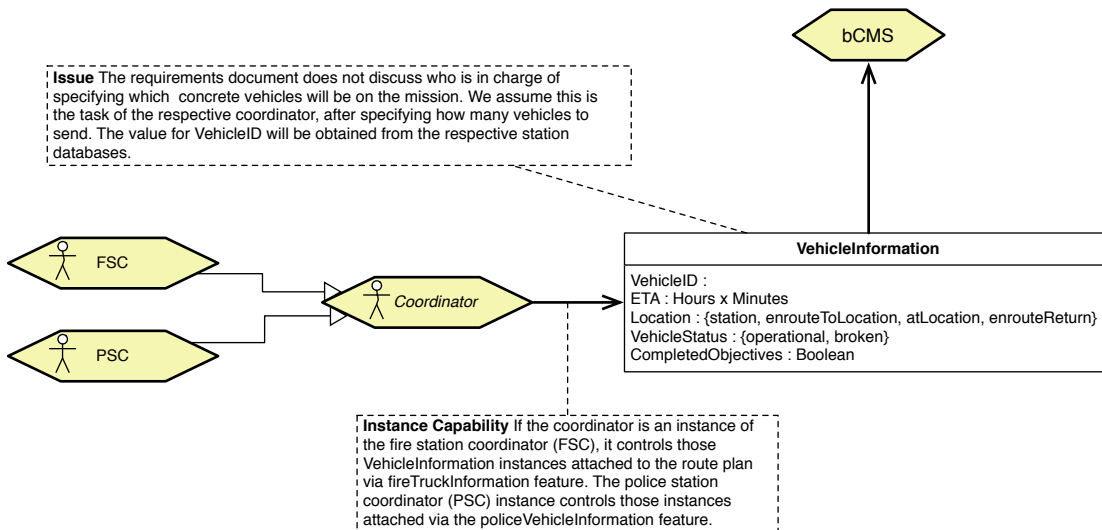 bCMS
Issue The requirements document does not discuss who is in charge of
specifying which concrete vehicles will be on the mission. We assume this is
the task of the respective coordinator, after specifying how many vehicles to
send. The value for VehicleID will be obtained from the respective station
databases.
VehicleInformation
VehicleID :
ETA : Hours x Minutes
Location : {station, enrouteToLocation, atLocation, enrouteReturn}
VehicleStatus : {operational, broken}
CompletedObjectives : Boolean
FSC
Coordinator
PSC
Instance Capability If the coordinator is an instance of
the fire station coordinator (FSC), it controls those
VehicleInformation instances attached to the route plan
via fireTruckInformation feature. The police station
coordinator (PSC) instance controls those instances
attached via the policeVehicleInformation feature.